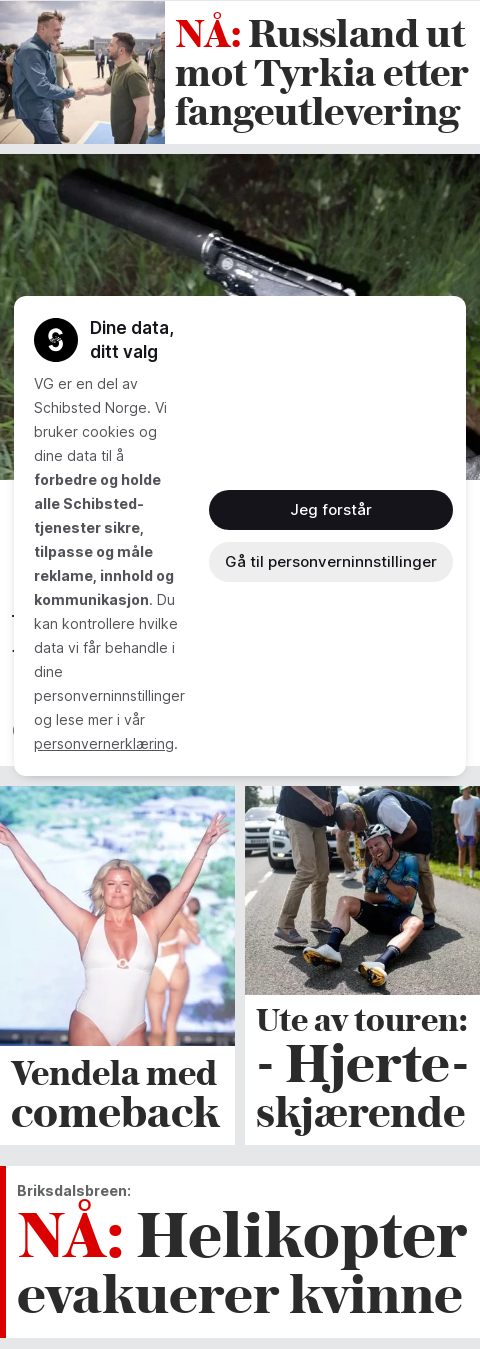 NÅ: Russland ut
mot Tyrkia etter
fangeutlevering
Dine data,
ditt valg
VG er en del av
Schibsted Norge. Vi
bruker cookies og
dine data til å
forbedre og holde
alle Schibsted-
tjenester sikre,
tilpasse og måle
reklame, innhold og
kommunikasjon. Du
kan kontrollere hvilke
data vi får behandle i
dine
personverninnstillinger
og lese mer i vår
personvernerklæring.
Jeg forstår
Gå til personverninnstillinger
Vendela med
comeback
Ute av touren:
- Hjerte-
skjærende
Briksdalsbreen:
NÅ: Helikopter
evakuerer kvinne